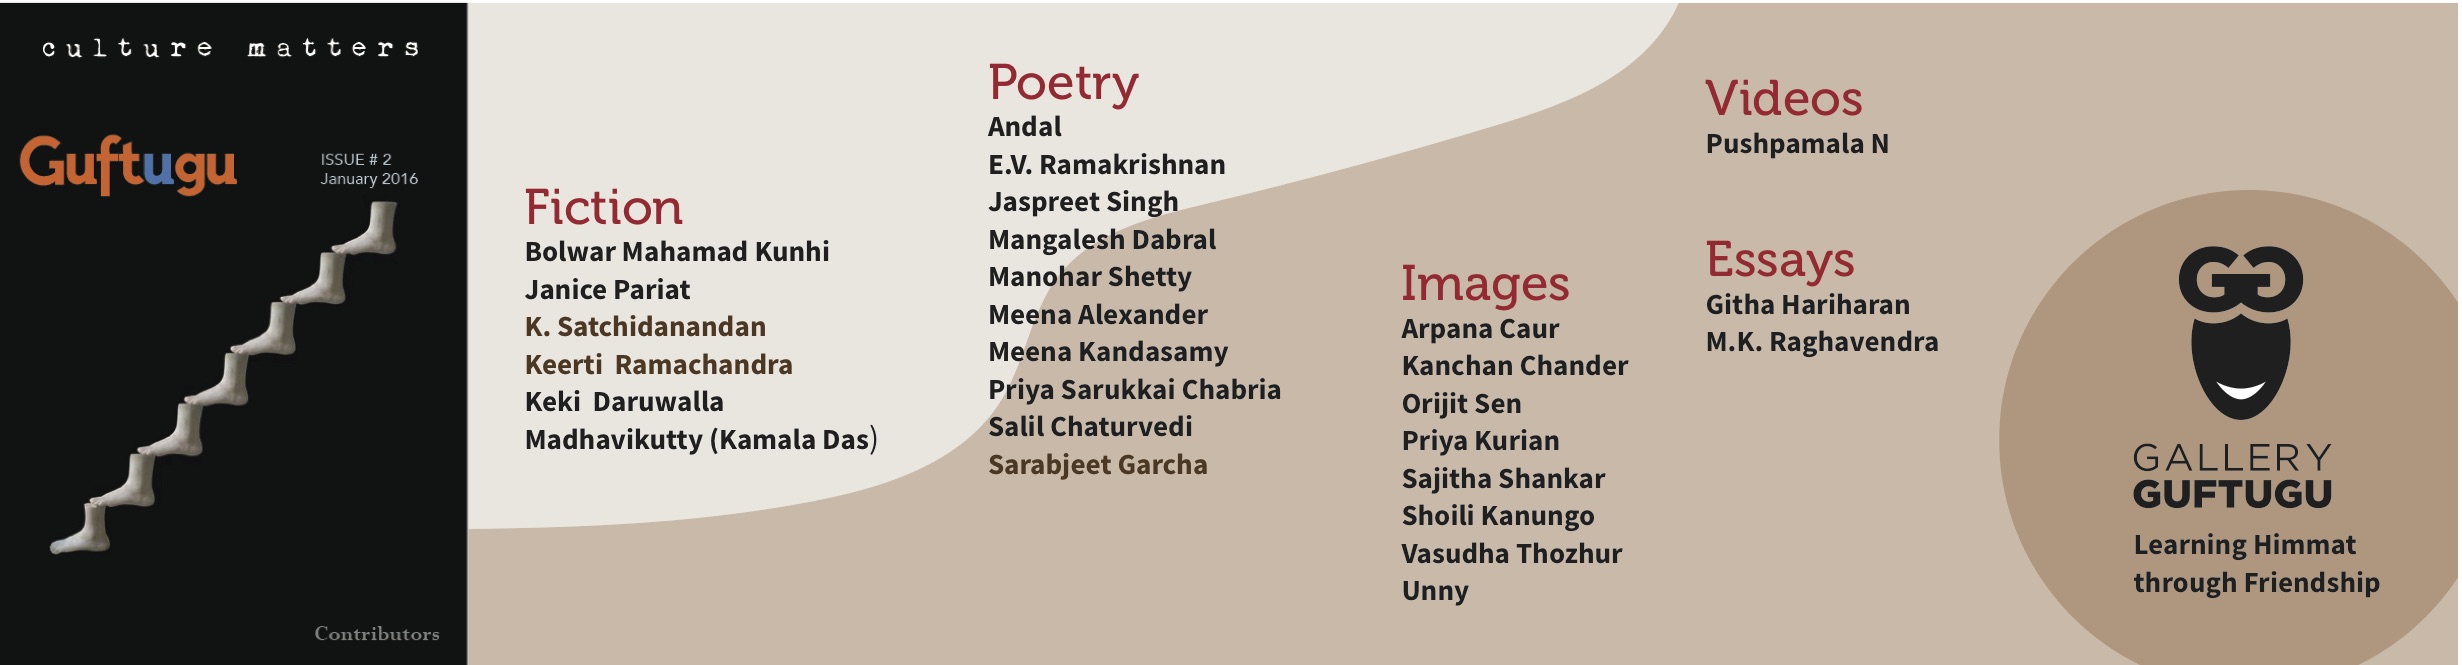 culture matters
Guftugu
ISSUE # 2
January 2016
Contributors
Fiction
Bolwar Mahamad Kunhi
Janice Pariat
K. Satchidanandan
Keerti Ramachandra
Keki Daruwalla
Madhavikutty (Kamala Das)
Poetry
Andal
E.V. Ramakrishnan
Jaspreet Singh
Mangalesh Dabral
Manohar Shetty
Meena Alexander
Meena Kandasamy
Priya Sarukkai Chabria
Salil Chaturvedi
Sarabjeet Garcha
Images
Arpana Caur
Kanchan Chander
Orijit Sen
Priya Kurian
Sajitha Shankar
Shoili Kanungo
Vasudha Thozhur
Unny
Videos
Pushpamala N
Essays
Githa Hariharan
M.K. Raghavendra
GG
GALLERY
GUFTUGU
Learning Himmat
through Friendship